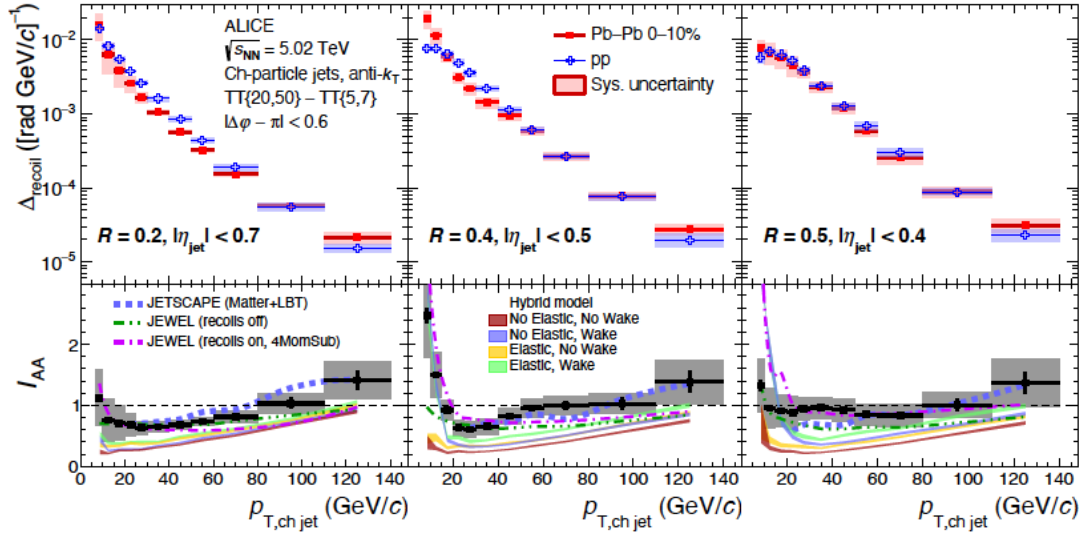 Δrecoil ([rad GeV/c]⁻¹)
10⁻²
10⁻³
10⁻⁴
10⁻⁵
ALICE
√sNN = 5.02 TeV
Ch-particle jets, anti-kT
TT{20,50} − TT{5,7}
|Δφ − π| < 0.6
R = 0.2, |ηjet| < 0.7
Pb–Pb 0–10%
pp
Sys. uncertainty
R = 0.4, |ηjet| < 0.5
R = 0.5, |ηjet| < 0.4
IAA
2
1
0
JETSCAPE (Matter+LBT)
JEWEL (recoils off)
JEWEL (recoils on, 4MomSub)
Hybrid model
No Elastic, No Wake
No Elastic, Wake
Elastic, No Wake
Elastic, Wake
0 20 40 60 80 100 120 140
20 40 60 80 100 120 140
20 40 60 80 100 120 140
pT,ch jet (GeV/c)
pT,ch jet (GeV/c)
pT,ch jet (GeV/c)